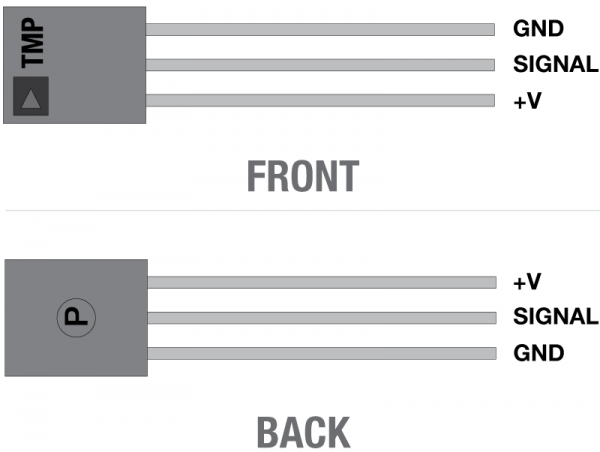 TMP
GND
SIGNAL
+V
FRONT
P
+V
SIGNAL
GND
BACK